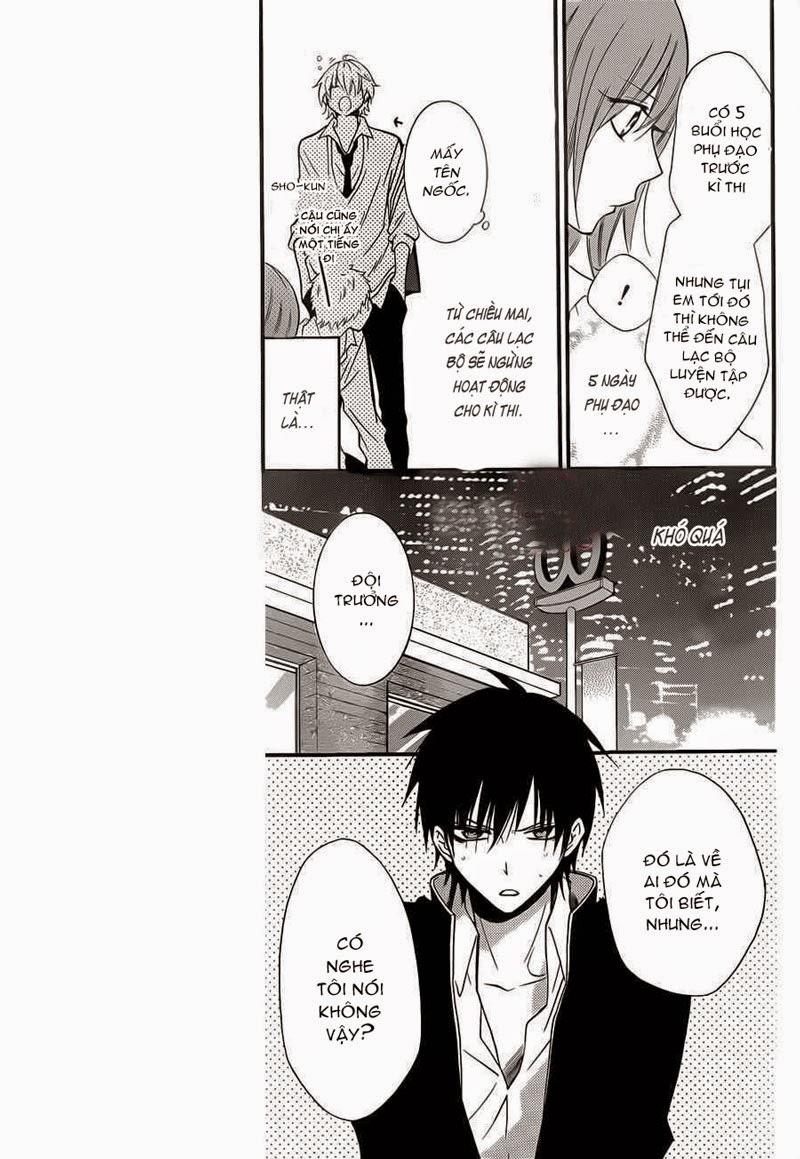 CÓ 5
BUỔI HỌC
PHỤ ĐẠO
TRƯỚC
KÌ THI
NHƯNG TỤI
EM TỚI ĐÓ
THÌ KHÔNG
THỂ ĐẾN CÂU
LẠC BỘ
LUYỆN TẬP
ĐƯỢC.
!
5 NGÀY
PHỤ ĐẠO
...
MẤY
TÊN
NGỐC.
SHO-KUN
CẬU CŨNG
NÓI CHỊ ẤY
MỘT TIẾNG
ĐI
TỪ CHIỀU MAI,
CÁC CÂU LẠC
BỘ SẼ NGỪNG
HOẠT ĐỘNG
CHO KÌ THI.
THẬT
LÀ...
KHÓ QUÁ
ĐỘI
TRƯỞNG
...
ĐÓ LÀ VỀ
AI ĐÓ MÀ
TÔI BIẾT,
NHƯNG...
CÓ
NGHE
TÔI NÓI
KHÔNG
VẬY?